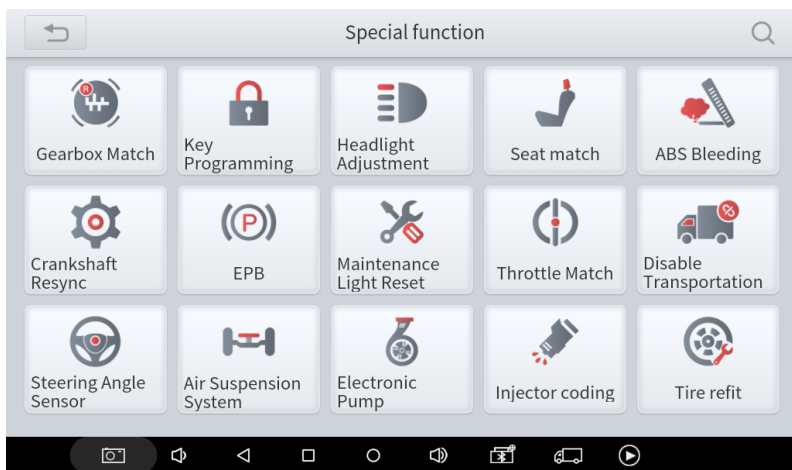 Special function
Gearbox Match
Key
Programming
Headlight
Adjustment
Seat match
ABS Bleeding
Crankshaft
Resync
EPB
Maintenance
Light Reset
Throttle Match
Disable
Transportation
Steering Angle
Sensor
Air Suspension
System
Electronic
Pump
Injector coding
Tire refit
R
P